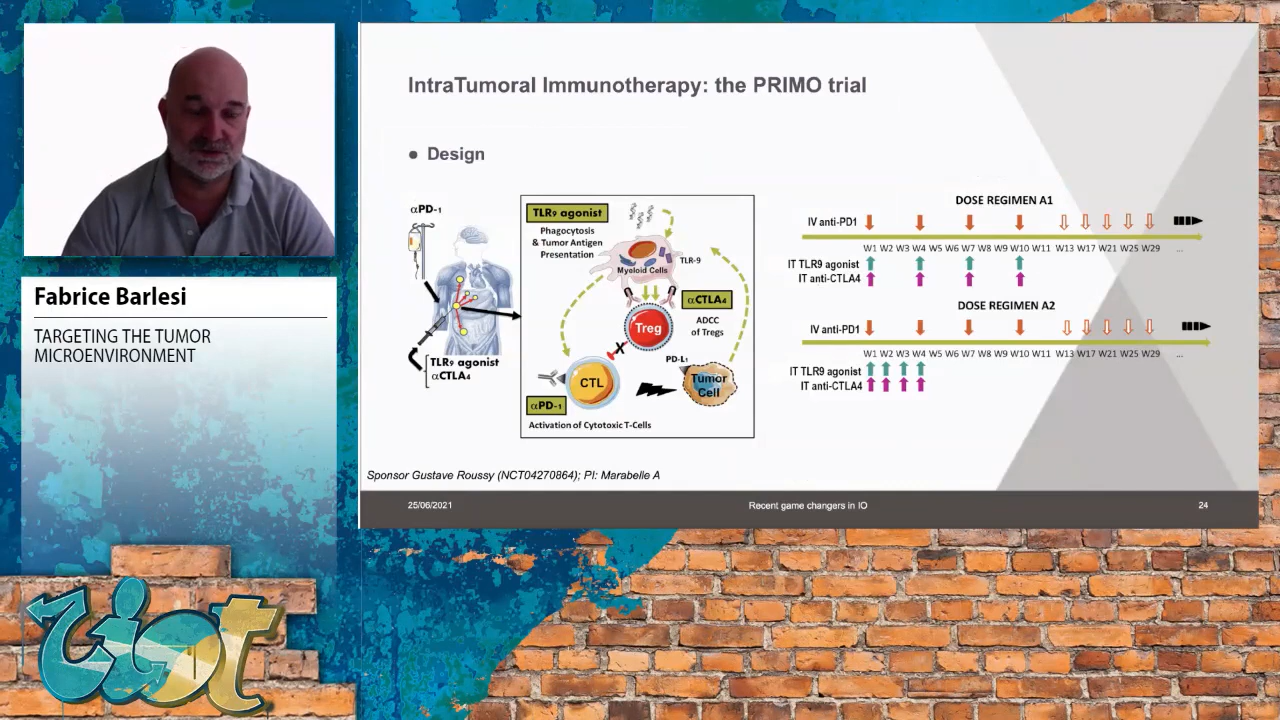 Fabrice Barlesi
TARGETING THE TUMOR
MICROENVIRONMENT
riot
IntraTumoral Immunotherapy: the PRIMO trial
● Design
αPD-1
TLR9 agonist
αCTLA4
TLR9 agonist
Phagocytosis
& Tumor Antigen
Presentation
TLR-9
Myeloid Cells
αCTLA4
ADCC
of Tregs
Treg
X
PD-L1
CTL
Tumor
Cell
αPD-1
Activation of Cytotoxic T-Cells
DOSE REGIMEN A1
IV anti-PD1
W1 W2 W3 W4 W5 W6 W7 W8 W9 W10 W11 W13 W17 W21 W25 W29 ...
IT TLR9 agonist
IT anti-CTLA4
DOSE REGIMEN A2
IV anti-PD1
W1 W2 W3 W4 W5 W6 W7 W8 W9 W10 W11 W13 W17 W21 W25 W29 ...
IT TLR9 agonist
IT anti-CTLA4
Sponsor Gustave Roussy (NCT04270864); PI: Marabelle A
25/06/2021
Recent game changers in IO
24